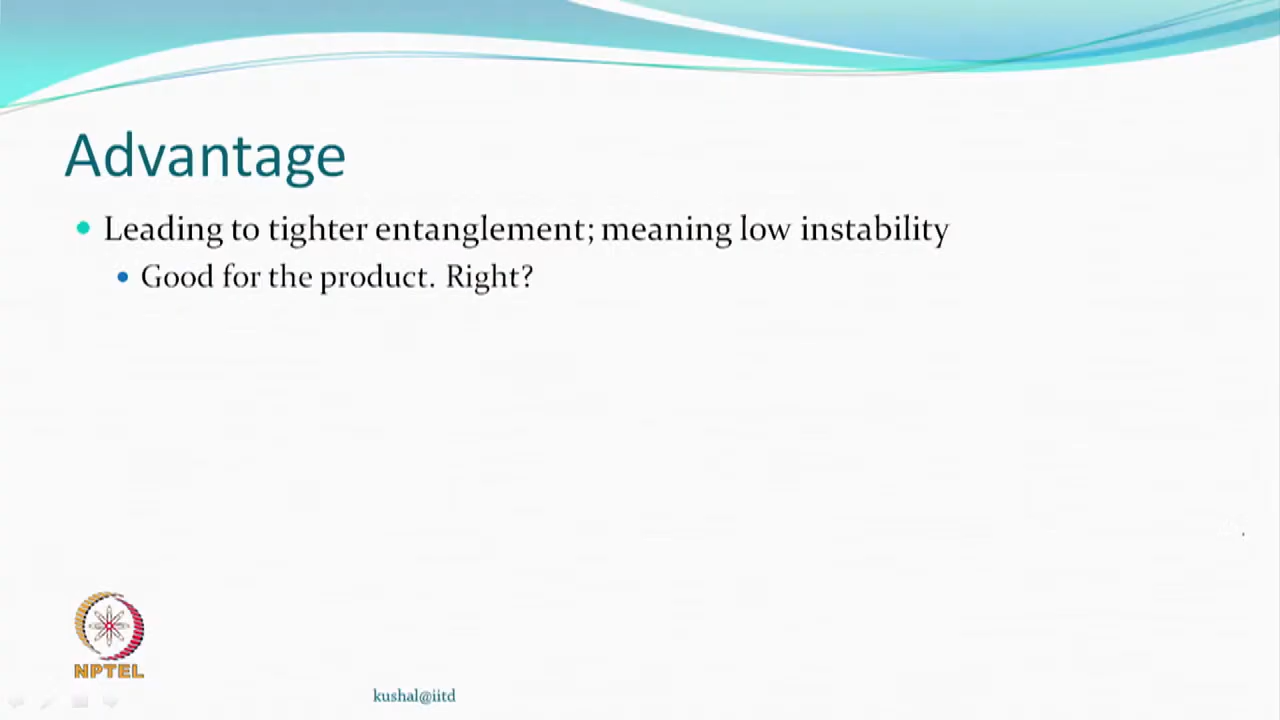 Advantage
Leading to tighter entanglement; meaning low instability
Good for the product. Right?
NPTEL
kushal@iitd